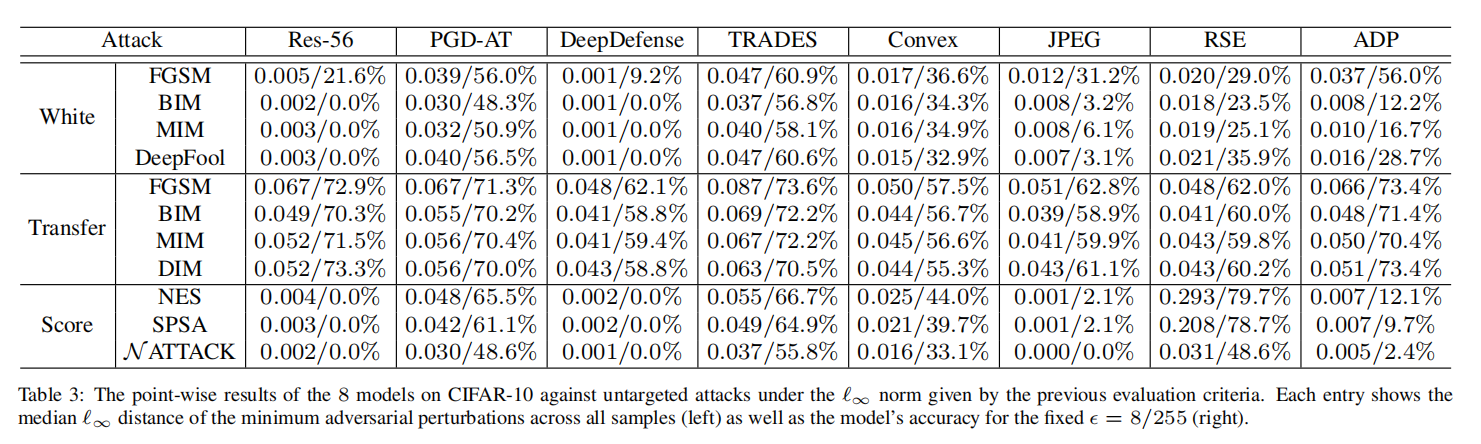 Attack Res-56 PGD-AT DeepDefense TRADES Convex JPEG RSE ADP
White FGSM 0.005/21.6% 0.039/56.0% 0.001/9.2% 0.047/60.9% 0.017/36.6% 0.012/31.2% 0.020/29.0% 0.037/56.0%
BIM 0.002/0.0% 0.030/48.3% 0.001/0.0% 0.037/56.8% 0.016/34.3% 0.008/3.2% 0.018/23.5% 0.008/12.2%
MIM 0.003/0.0% 0.032/50.9% 0.001/0.0% 0.040/58.1% 0.016/34.9% 0.008/6.1% 0.019/25.1% 0.010/16.7%
DeepFool 0.003/0.0% 0.040/56.5% 0.001/0.0% 0.047/60.6% 0.015/32.9% 0.007/3.1% 0.021/35.9% 0.016/28.7%
Transfer FGSM 0.067/72.9% 0.067/71.3% 0.048/62.1% 0.087/73.6% 0.050/57.5% 0.051/62.8% 0.048/62.0% 0.066/73.4%
BIM 0.049/70.3% 0.055/70.2% 0.041/58.8% 0.069/72.2% 0.044/56.7% 0.039/58.9% 0.041/60.0% 0.048/71.4%
MIM 0.052/71.5% 0.056/70.4% 0.041/59.4% 0.067/72.2% 0.045/56.6% 0.041/59.9% 0.043/59.8% 0.050/70.4%
DIM 0.052/73.3% 0.056/70.0% 0.043/58.8% 0.063/70.5% 0.044/55.3% 0.043/61.1% 0.043/60.2% 0.051/73.4%
Score NES 0.004/0.0% 0.048/65.5% 0.002/0.0% 0.055/66.7% 0.025/44.0% 0.001/2.1% 0.293/79.7% 0.007/12.1%
SPSA 0.003/0.0% 0.042/61.1% 0.002/0.0% 0.049/64.9% 0.021/39.7% 0.001/2.1% 0.208/78.7% 0.007/9.7%
𝒩ATTACK 0.002/0.0% 0.030/48.6% 0.001/0.0% 0.037/55.8% 0.016/33.1% 0.000/0.0% 0.031/48.6% 0.005/2.4%
Table 3: The point-wise results of the 8 models on CIFAR-10 against untargeted attacks under the ℓ∞ norm given by the previous evaluation criteria. Each entry shows the
median ℓ∞ distance of the minimum adversarial perturbations across all samples (left) as well as the model's accuracy for the fixed ϵ = 8/255 (right).